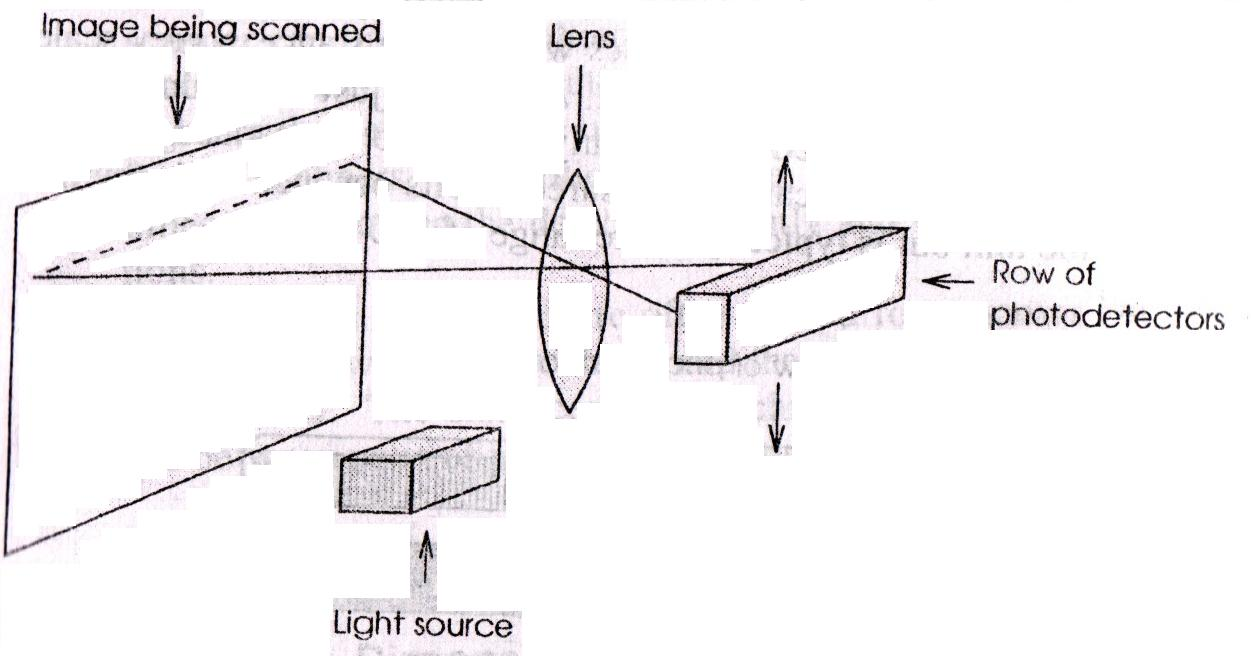 Image being scanned
Lens
Row of
photodetectors
Light source